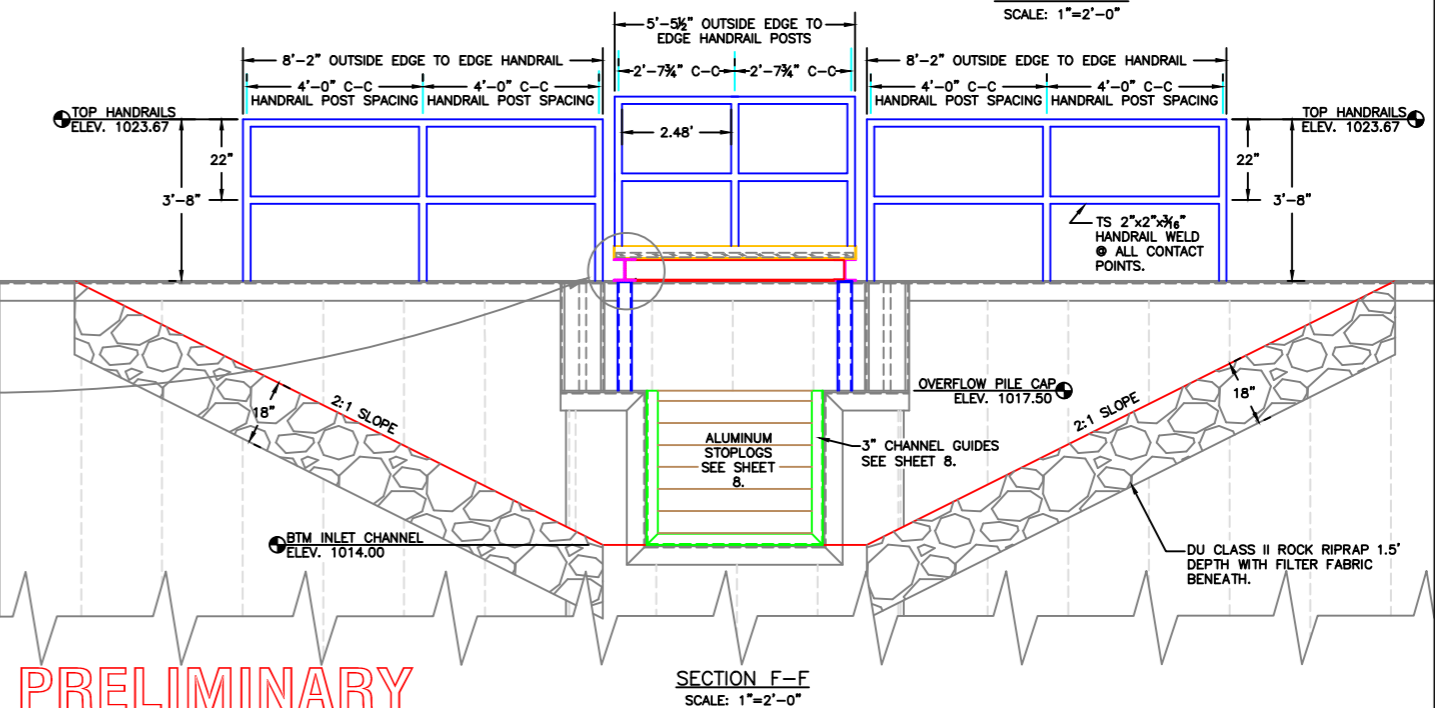 SCALE: 1"=2'-0"
5'-5½" OUTSIDE EDGE TO
EDGE HANDRAIL POSTS
8'-2" OUTSIDE EDGE TO EDGE HANDRAIL
2'-7¾" C-C
2'-7¾" C-C
8'-2" OUTSIDE EDGE TO EDGE HANDRAIL
4'-0" C-C
HANDRAIL POST SPACING
4'-0" C-C
HANDRAIL POST SPACING
4'-0" C-C
HANDRAIL POST SPACING
4'-0" C-C
HANDRAIL POST SPACING
TOP HANDRAILS
ELEV. 1023.67
TOP HANDRAILS
ELEV. 1023.67
2.48'
22"
22"
3'-8"
3'-8"
TS 2"x2"x3/16"
HANDRAIL WELD
@ ALL CONTACT
POINTS.
OVERFLOW PILE CAP
ELEV. 1017.50
2:1 SLOPE
18"
2:1 SLOPE
18"
ALUMINUM
STOPLOGS
SEE SHEET
8.
3" CHANNEL GUIDES
SEE SHEET 8.
BTM INLET CHANNEL
ELEV. 1014.00
DU CLASS II ROCK RIPRAP 1.5'
DEPTH WITH FILTER FABRIC
BENEATH.
PRELIMINARY
SECTION F-F
SCALE: 1"=2'-0"